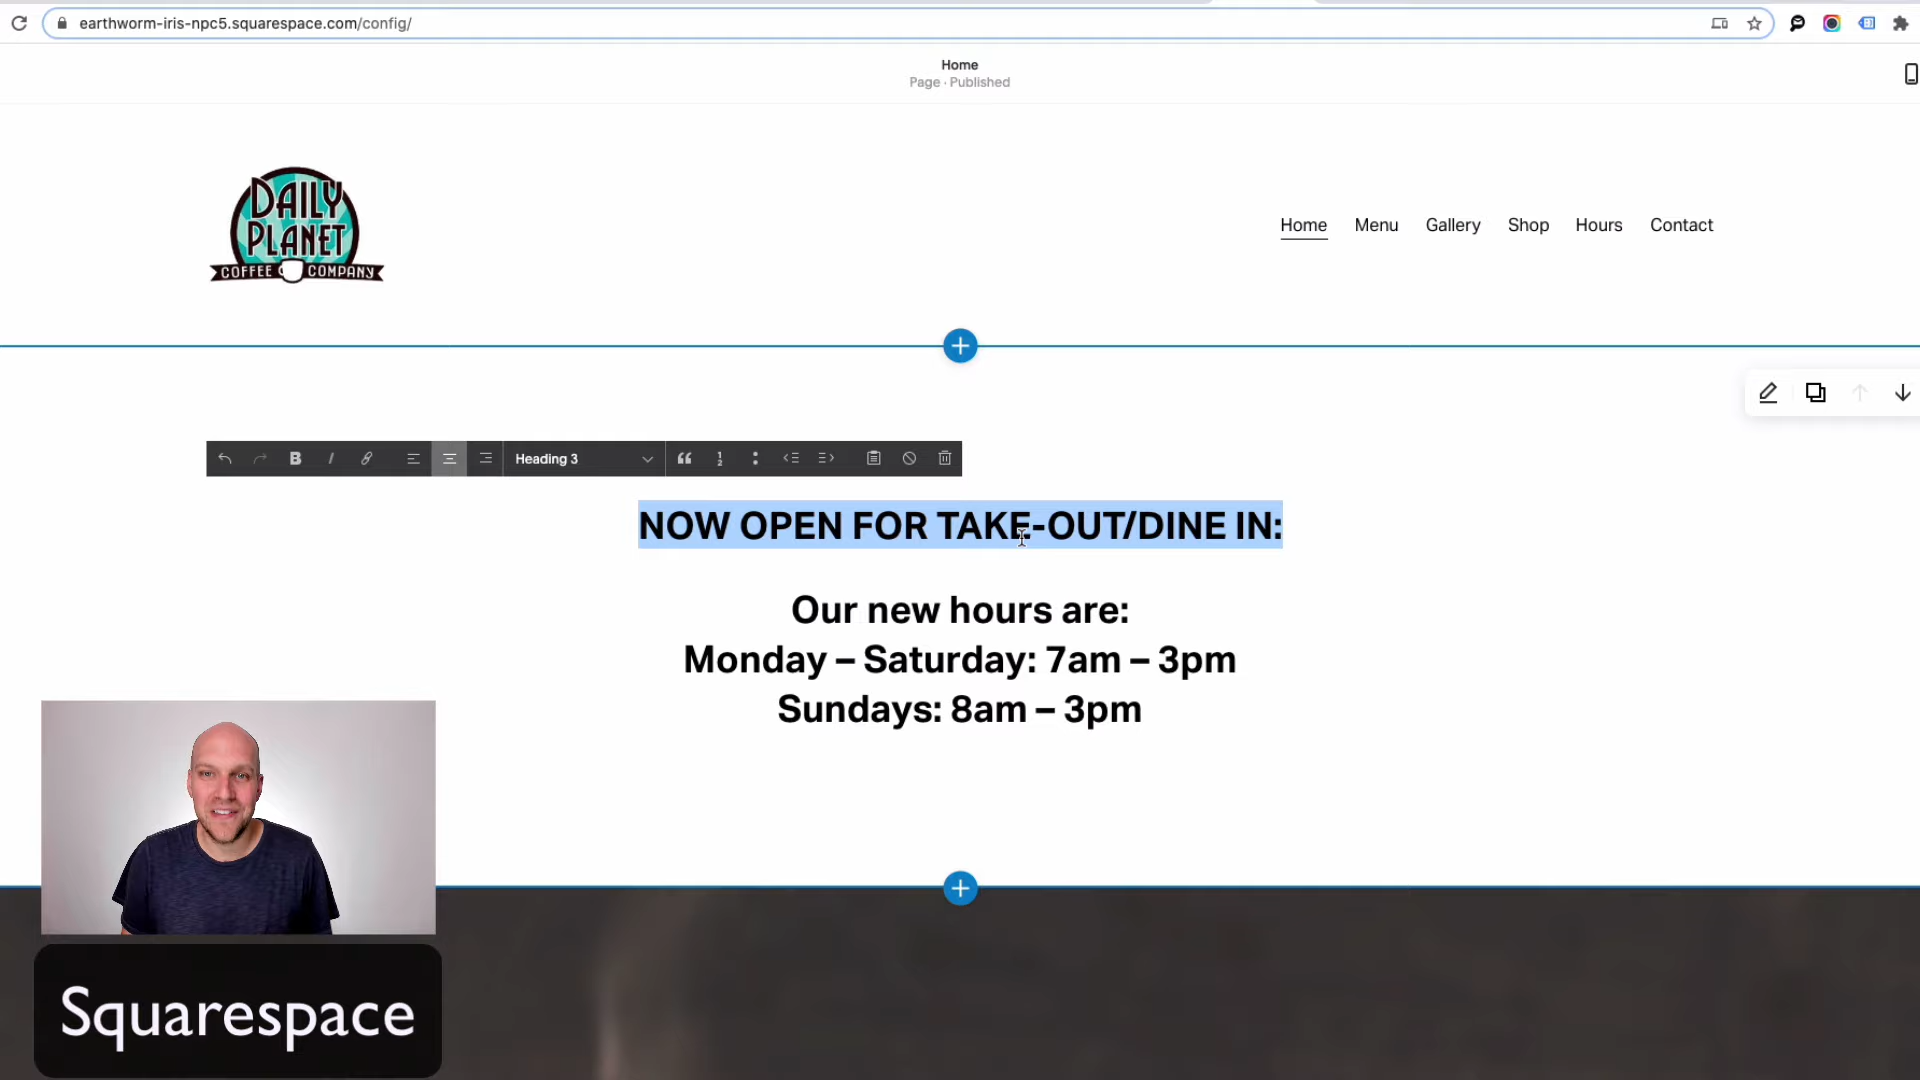 earthworm-iris-npc5.squarespace.com/config/
Home
Page · Published
DAILY
PLANET
COFFEE COMPANY
Home Menu Gallery Shop Hours Contact
B I Heading 3
NOW OPEN FOR TAKE-OUT/DINE IN:
Our new hours are:
Monday – Saturday: 7am – 3pm
Sundays: 8am – 3pm
Squarespace